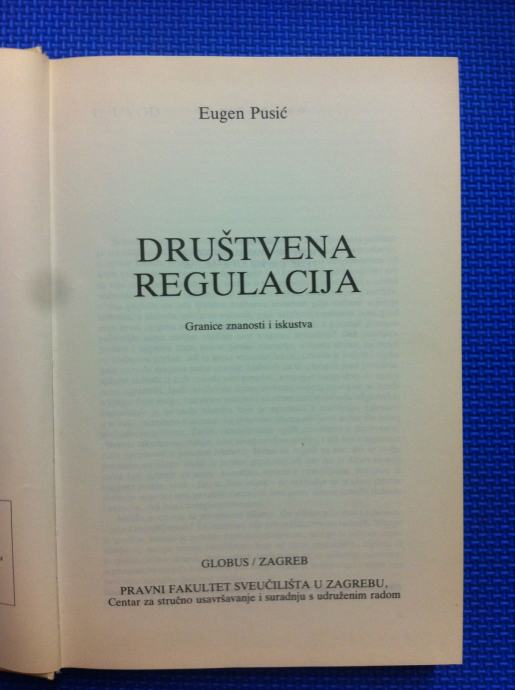 Eugen Pusić
DRUŠTVENA
REGULACIJA
Granice znanosti i iskustva
GLOBUS / ZAGREB
PRAVNI FAKULTET SVEUČILIŠTA U ZAGREBU,
Centar za stručno usavršavanje i suradnju s udruženim radom